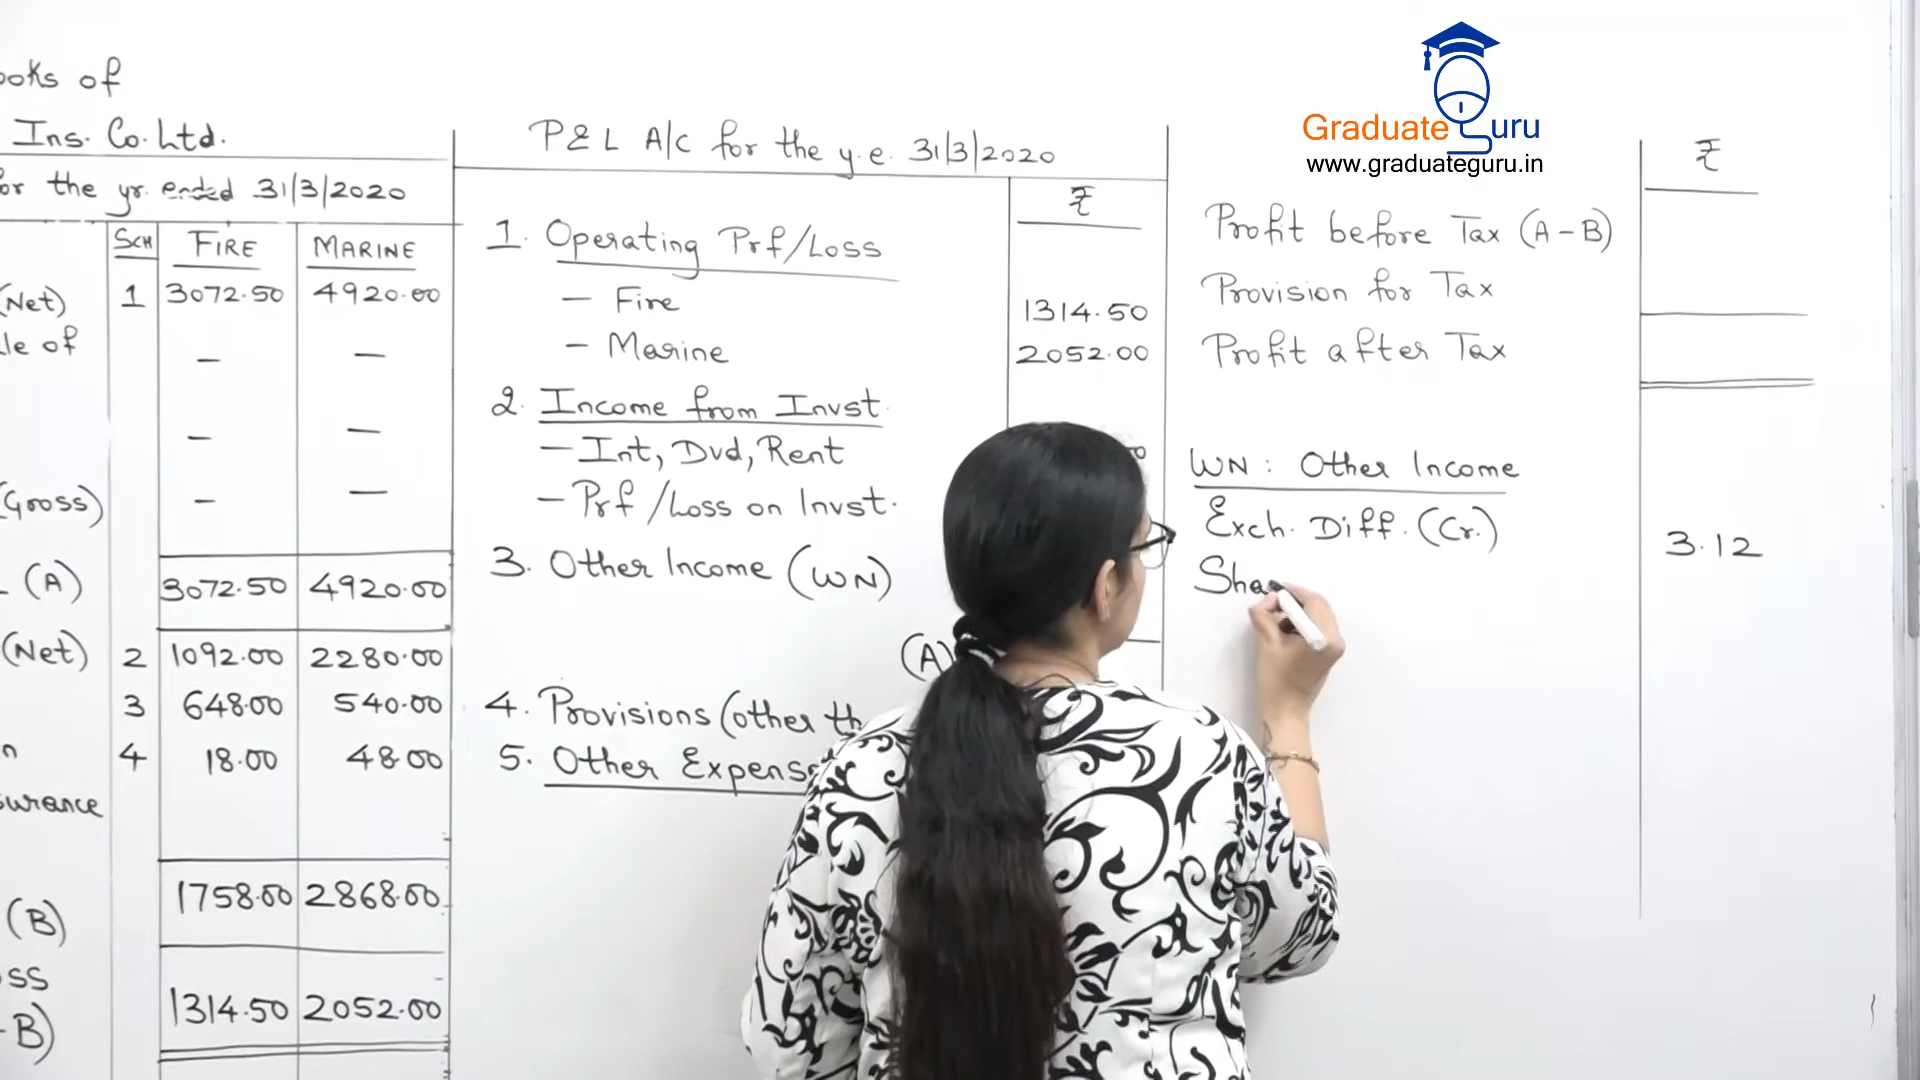 ooks of
Ins. Co. Ltd.
for the yr. ended 31/3/2020
SCH FIRE MARINE
(Net) 1 3072.50 4920.00
le of — —
— —
(Gross) — —
(A) 3072.50 4920.00
(Net) 2 1092.00 2280.00
3 648.00 540.00
n 4 18.00 48.00
surance
(B) 1758.00 2868.00
SS
-B) 1314.50 2052.00
P&L A/C for the y.e. 31/3/2020
₹
1. Operating Prf/Loss
— Fire 1314.50
— Marine 2052.00
2. Income from Invst.
— Int, Dvd, Rent
— Prf/Loss on Invst.
3. Other Income (WN)
(A)
4. Provisions (other th
5. Other Expens
Graduate Guru
www.graduateguru.in
₹
Profit before Tax (A-B)
Provision for Tax
Profit after Tax
WN: Other Income
Exch. Diff. (Cr.) 3.12
Sha